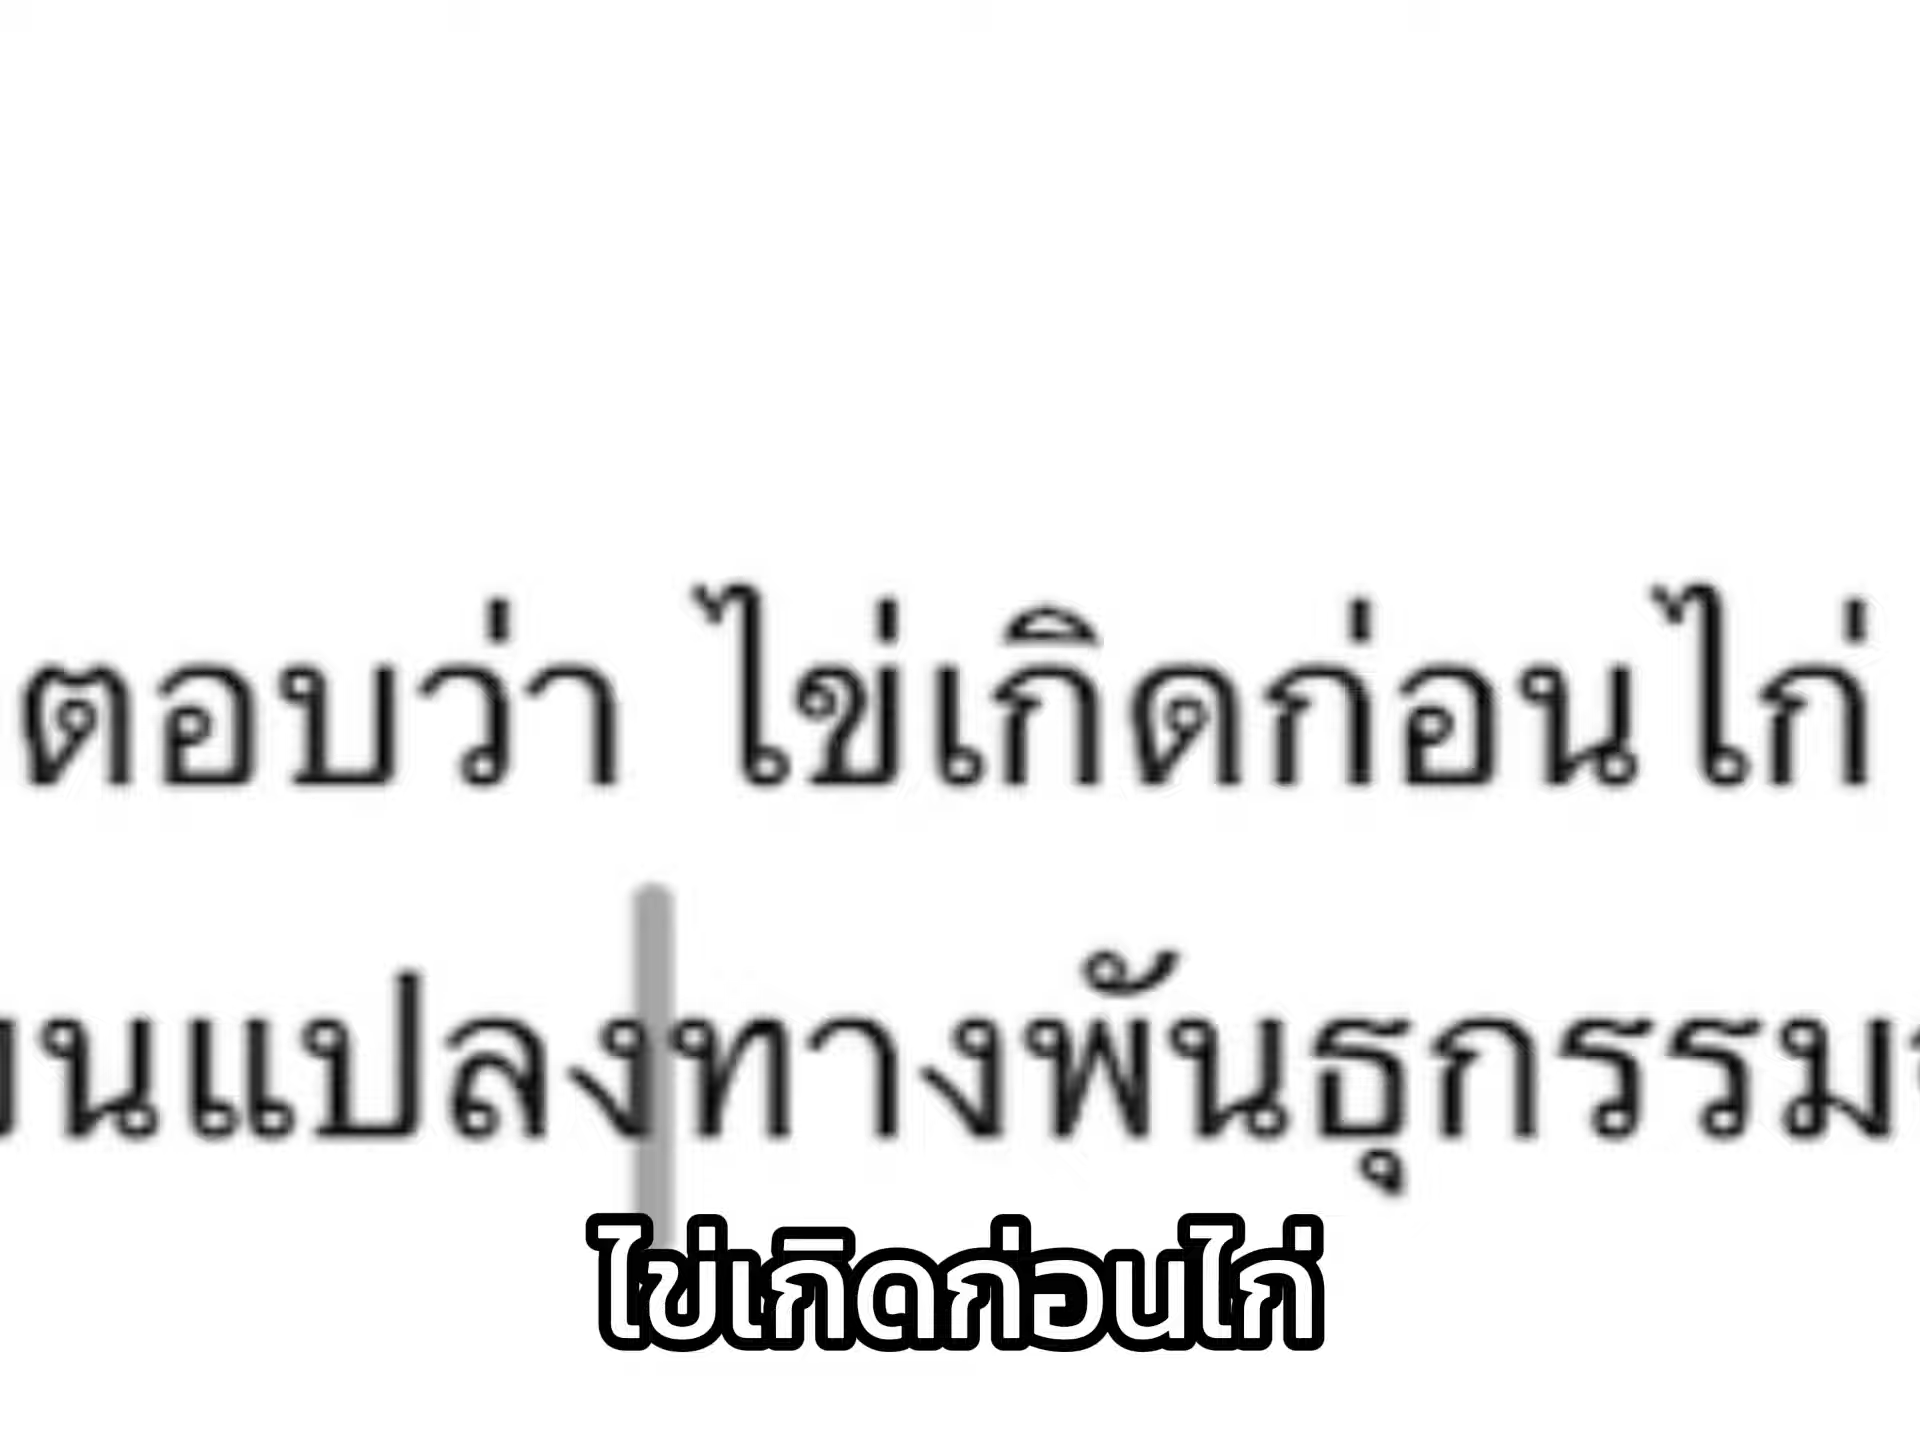 ตอบว่า ไข่เกิดก่อนไก่
ยนแปลงทางพันธุกรรม
ไข่เกิดก่อนไก่